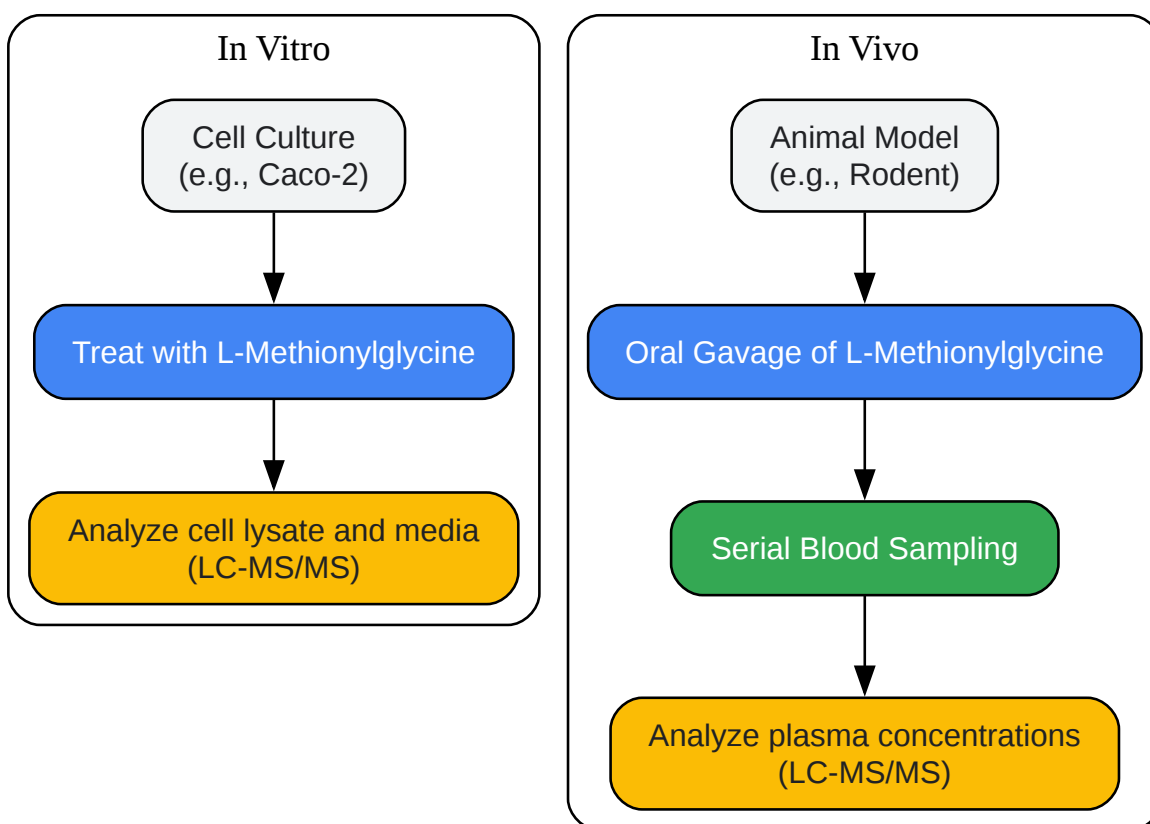 In Vitro
Cell Culture
(e.g., Caco-2)
Treat with L-Methionylglycine
Analyze cell lysate and media
(LC-MS/MS)
In Vivo
Animal Model
(e.g., Rodent)
Oral Gavage of L-Methionylglycine
Serial Blood Sampling
Analyze plasma concentrations
(LC-MS/MS)